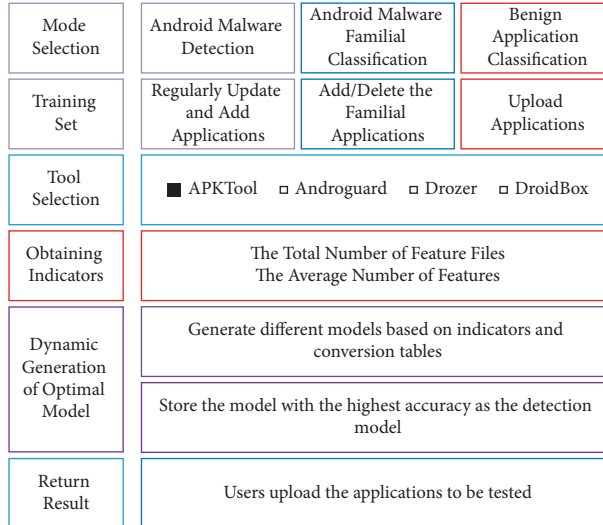 Mode
Selection
Android Malware
Detection
Android Malware
Familial
Classification
Benign
Application
Classification
Training
Set
Regularly Update
and Add
Applications
Add/Delete the
Familial
Applications
Upload
Applications
Tool
Selection
APKTool Androguard Drozer DroidBox
Obtaining
Indicators
The Total Number of Feature Files
The Average Number of Features
Dynamic
Generation
of Optimal
Model
Generate different models based on indicators and
conversion tables
Store the model with the highest accuracy as the detection
model
Return
Result
Users upload the applications to be tested